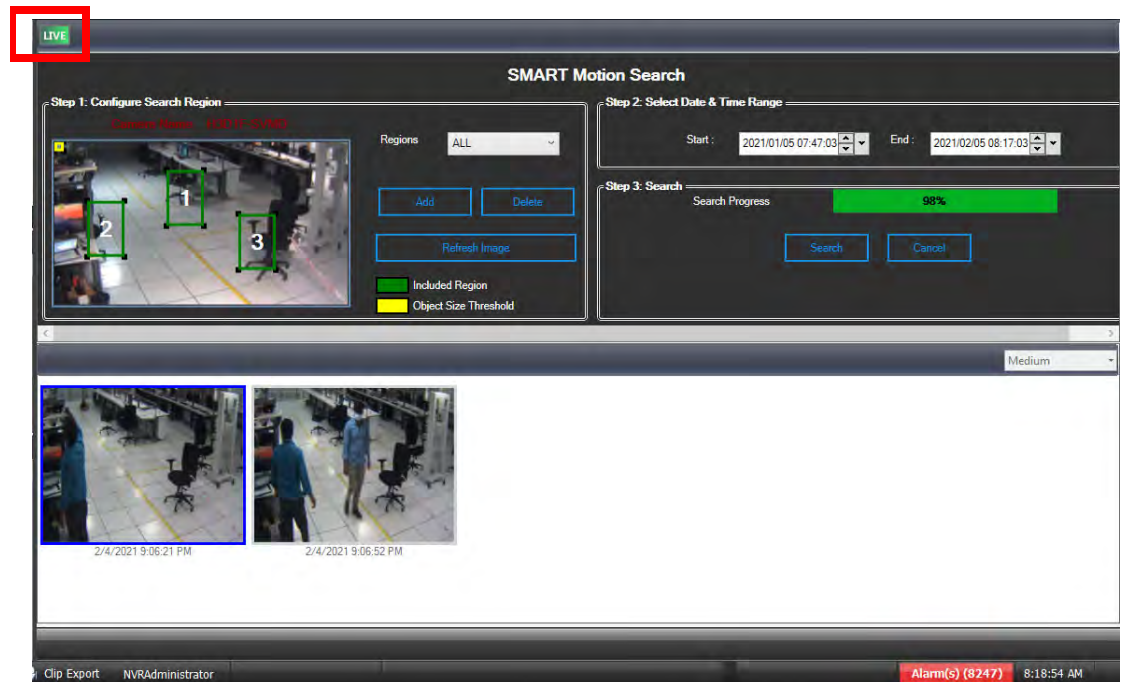 LIVE
SMART Motion Search
Step 1: Configure Search Region
Regions
ALL
1
2
3
Add
Delete
Refresh Image
Included Region
Object Size Threshold
Step 2: Select Date & Time Range
Start :
2021/01/05 07:47:03
End :
2021/02/05 08:17:03
Step 3: Search
Search Progress
98%
Search
Cancel
Medium
2/4/2021 9:06:21 PM
2/4/2021 9:06:52 PM
Clip Export
NVRAdministrator
Alarm(s) (8247)
8:18:54 AM